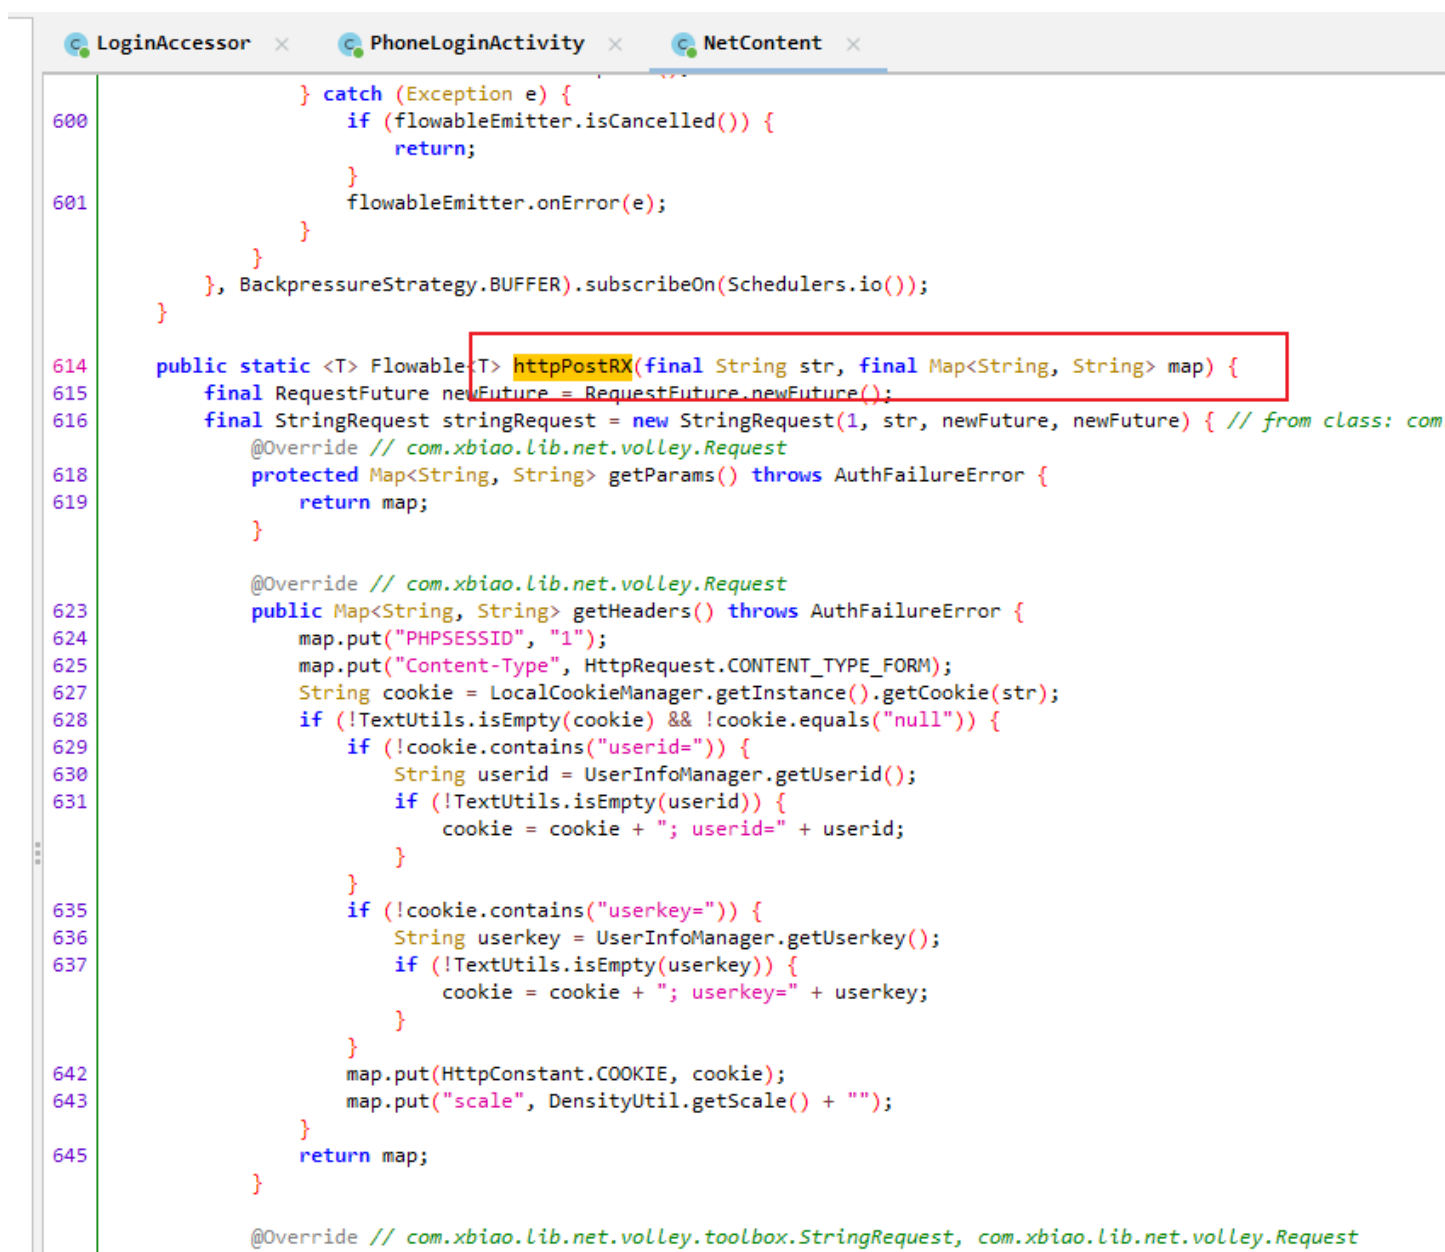 LoginAccessor × PhoneLoginActivity × NetContent ×
} catch (Exception e) {
600 if (flowableEmitter.isCancelled()) {
return;
}
601 flowableEmitter.onError(e);
}
}
}, BackpressureStrategy.BUFFER).subscribeOn(Schedulers.io());
}
614 public static <T> Flowable<T> httpPostRX(final String str, final Map<String, String> map) {
615 final RequestFuture newFuture = RequestFuture.newFuture();
616 final StringRequest stringRequest = new StringRequest(1, str, newFuture, newFuture) { // from class: com
@Override // com.xbiao.lib.net.volley.Request
618 protected Map<String, String> getParams() throws AuthFailureError {
619 return map;
}
@Override // com.xbiao.lib.net.volley.Request
623 public Map<String, String> getHeaders() throws AuthFailureError {
624 map.put("PHPSESSID", "1");
625 map.put("Content-Type", HttpRequest.CONTENT_TYPE_FORM);
627 String cookie = LocalCookieManager.getInstance().getCookie(str);
628 if (!TextUtils.isEmpty(cookie) && !cookie.equals("null")) {
629 if (!cookie.contains("userid=")) {
630 String userid = UserInfoManager.getUserid();
631 if (!TextUtils.isEmpty(userid)) {
cookie = cookie + "; userid=" + userid;
}
}
635 if (!cookie.contains("userkey=")) {
636 String userkey = UserInfoManager.getUserkey();
637 if (!TextUtils.isEmpty(userkey)) {
cookie = cookie + "; userkey=" + userkey;
}
}
642 map.put(HttpConstant.COOKIE, cookie);
643 map.put("scale", DensityUtil.getScale() + "");
}
645 return map;
}
@Override // com.xbiao.lib.net.volley.toolbox.StringRequest, com.xbiao.lib.net.volley.Request